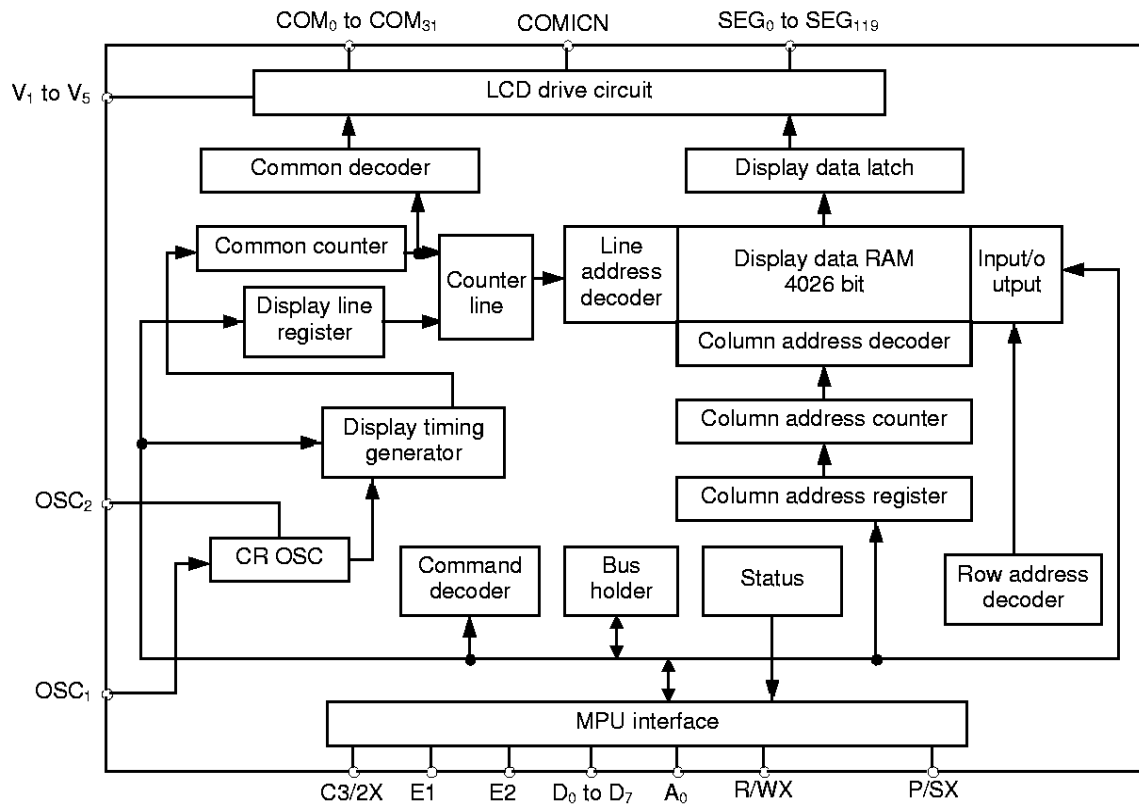 COM₀ to COM₃₁
COMICN
SEG₀ to SEG₁₁₉
V₁ to V₅
LCD drive circuit
Common decoder
Display data latch
Common counter
Counter
line
Line
address
decoder
Display data RAM
4026 bit
Input/o
utput
Display line
register
Column address decoder
Display timing
generator
Column address counter
OSC₂
Column address register
CR OSC
Command
decoder
Bus
holder
Status
Row address
decoder
OSC₁
MPU interface
C3/2X
E1
E2
D₀ to D₇
A₀
R/WX
P/SX